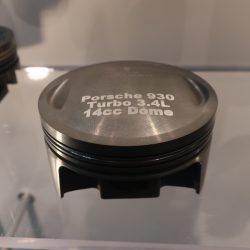 Porsche 930
Turbo 3.4L
14cc Dome